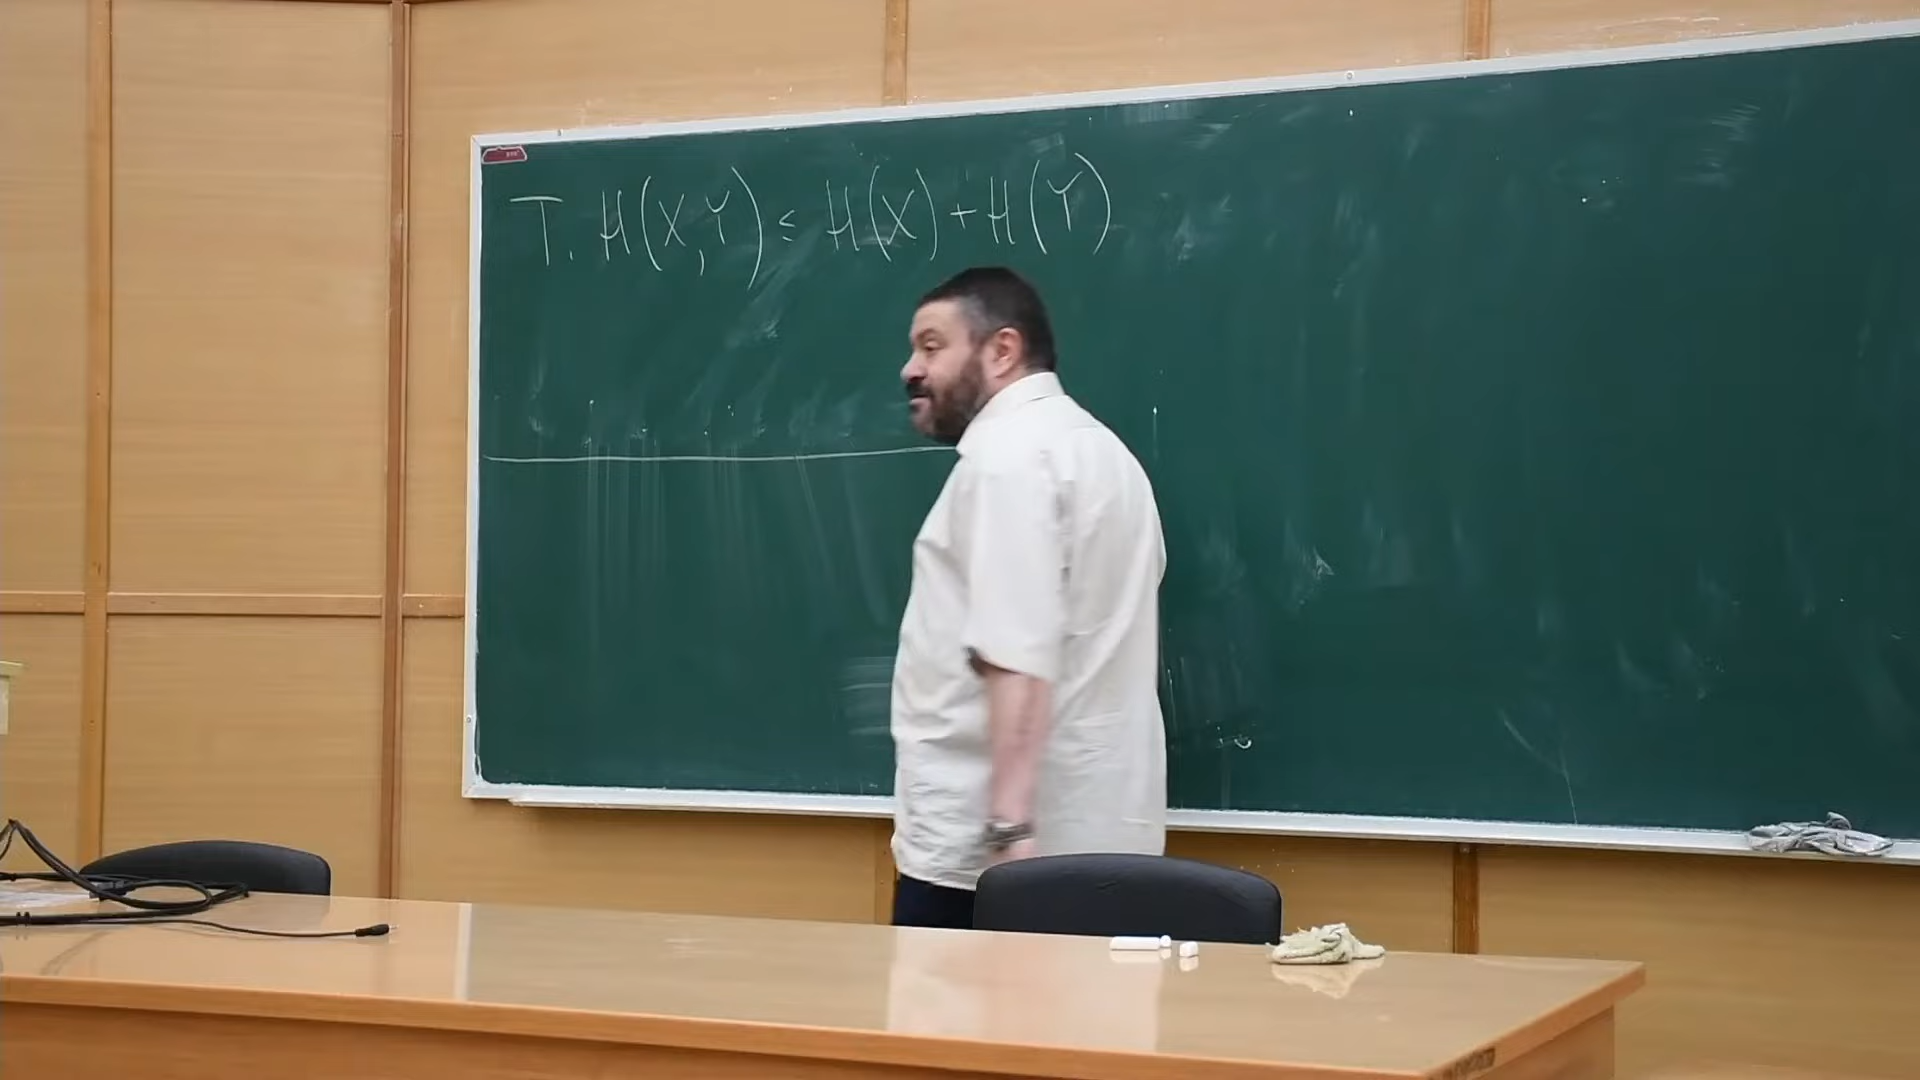 T. H(X,Y) ≤ H(X)+H(Y)